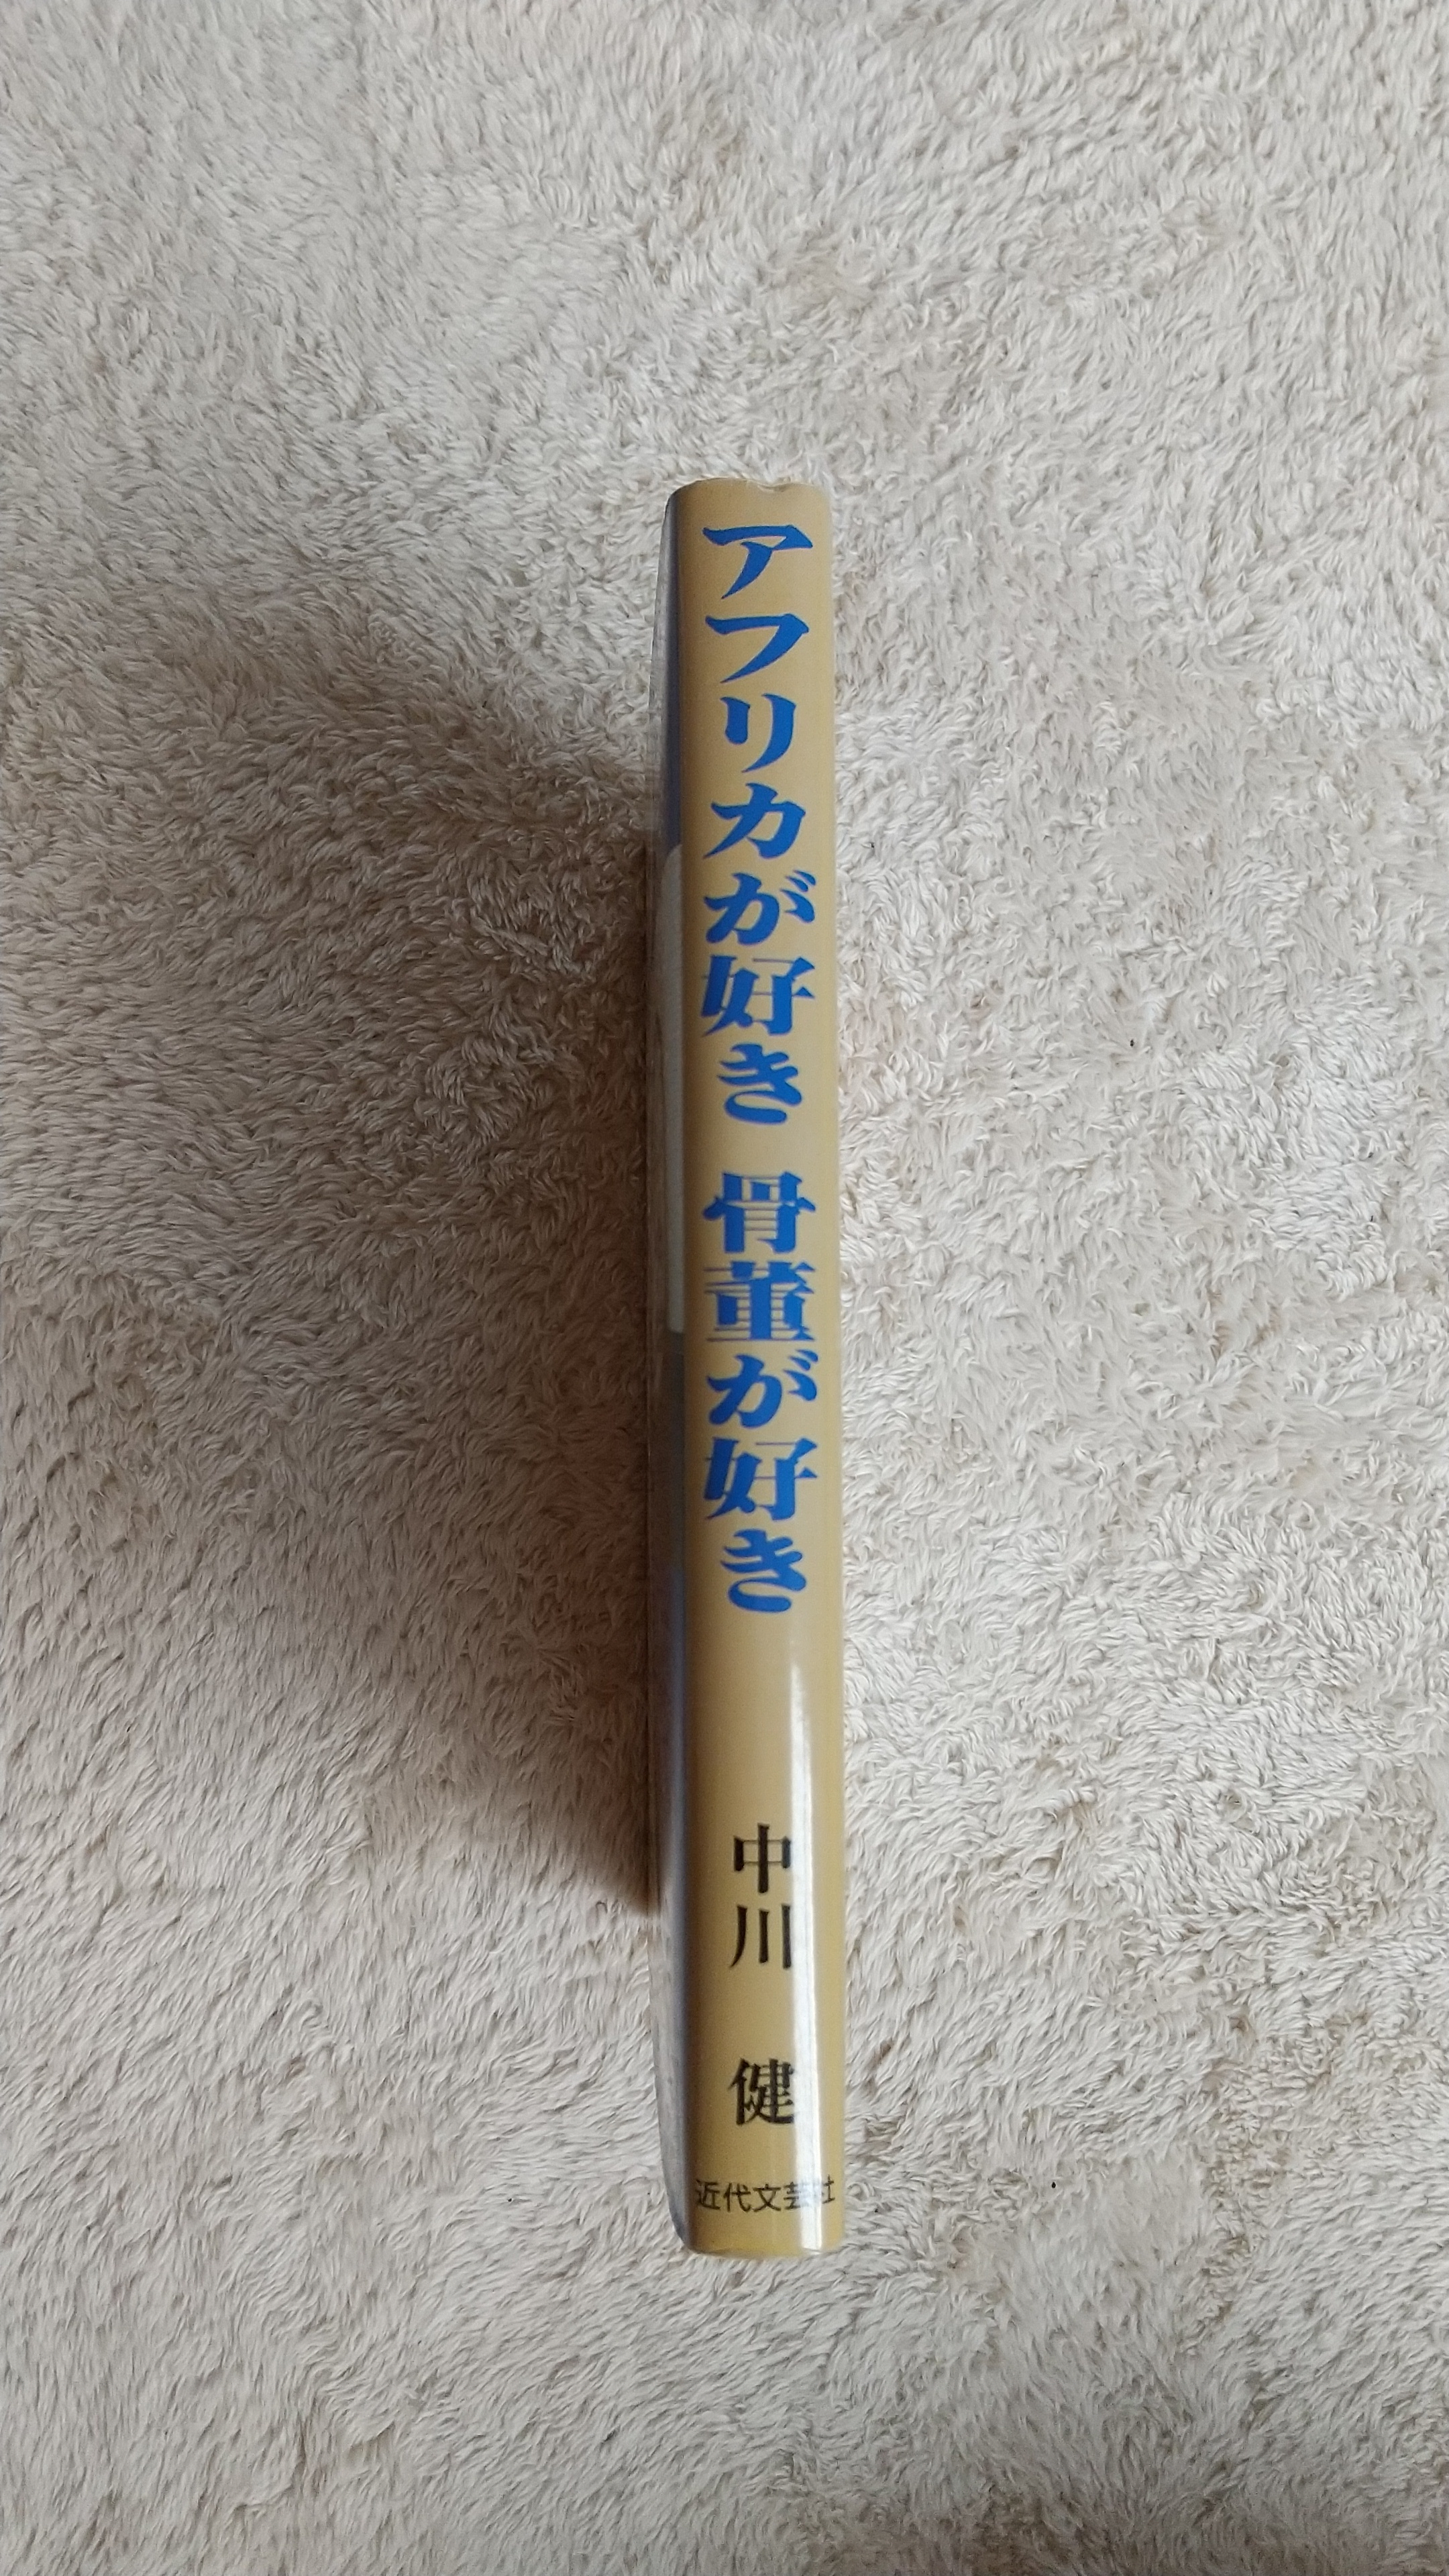 アフリカが好き 骨董が好き
中川 健
近代文芸社